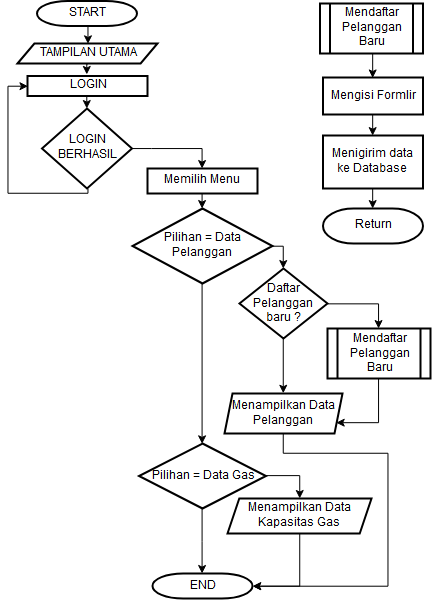 START
TAMPILAN UTAMA
LOGIN
LOGIN
BERHASIL
Memilih Menu
Pilihan = Data
Pelanggan
Daftar
Pelanggan
baru ?
Mendaftar
Pelanggan
Baru
Menampilkan Data
Pelanggan
Pilihan = Data Gas
Menampilkan Data
Kapasitas Gas
END
Mendaftar
Pelanggan
Baru
Mengisi Formlir
Menigirim data
ke Database
Return